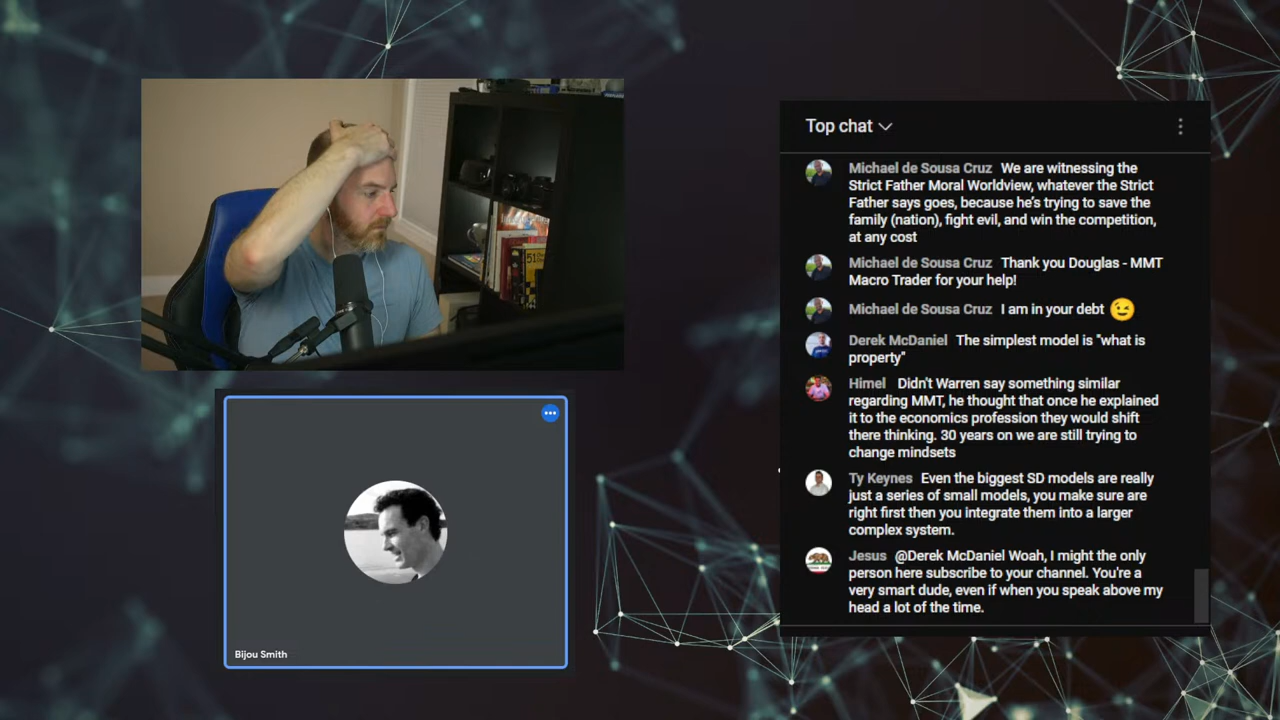 Top chat
Michael de Sousa Cruz We are witnessing the
Strict Father Moral Worldview, whatever the Strict
Father says goes, because he's trying to save the
family (nation), fight evil, and win the competition,
at any cost
Michael de Sousa Cruz Thank you Douglas - MMT
Macro Trader for your help!
Michael de Sousa Cruz I am in your debt 😉
Derek McDaniel The simplest model is "what is
property"
Himel Didn't Warren say something similar
regarding MMT, he thought that once he explained
it to the economics profession they would shift
there thinking. 30 years on we are still trying to
change mindsets
Ty Keynes Even the biggest SD models are really
just a series of small models, you make sure are
right first then you integrate them into a larger
complex system.
Jesus @Derek McDaniel Woah, I might the only
person here subscribe to your channel. You're a
very smart dude, even if when you speak above my
head a lot of the time.
Bijou Smith